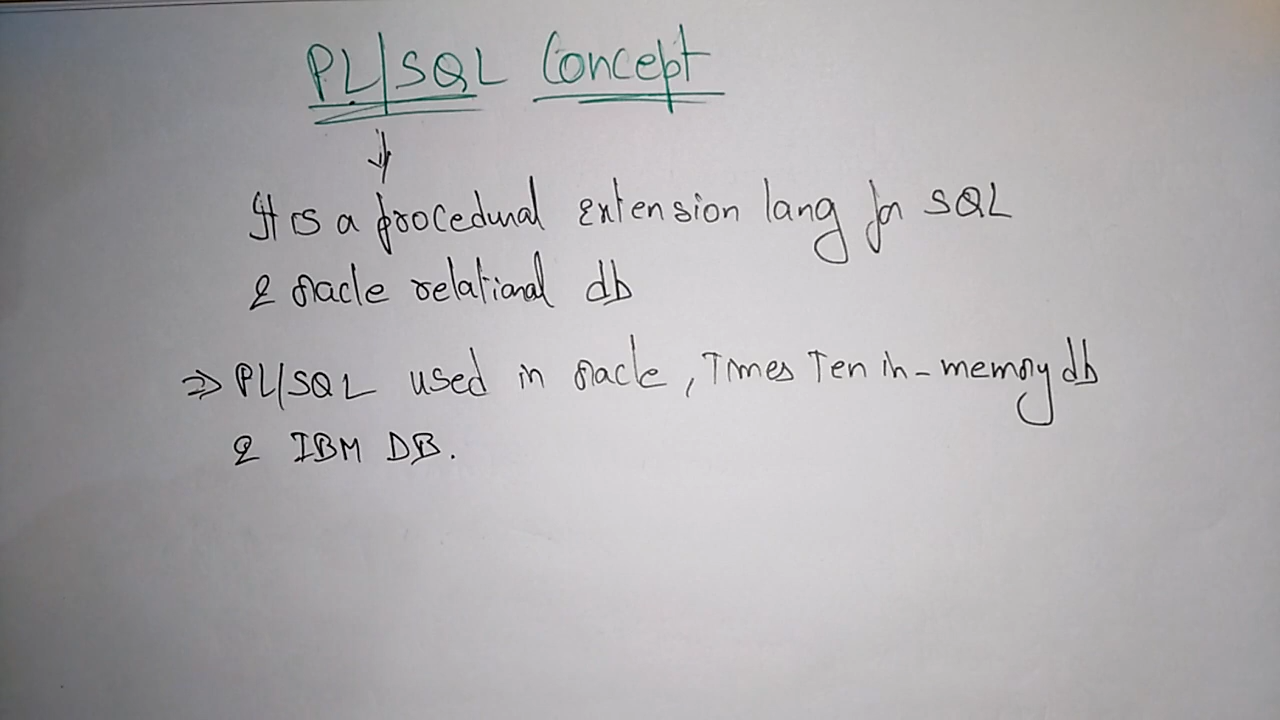 PL/SQL Concept
It is a procedural extension lang for SQL
& oracle relational db
⇒ PL/SQL used in oracle, Times Ten in-memory db
& IBM DB.